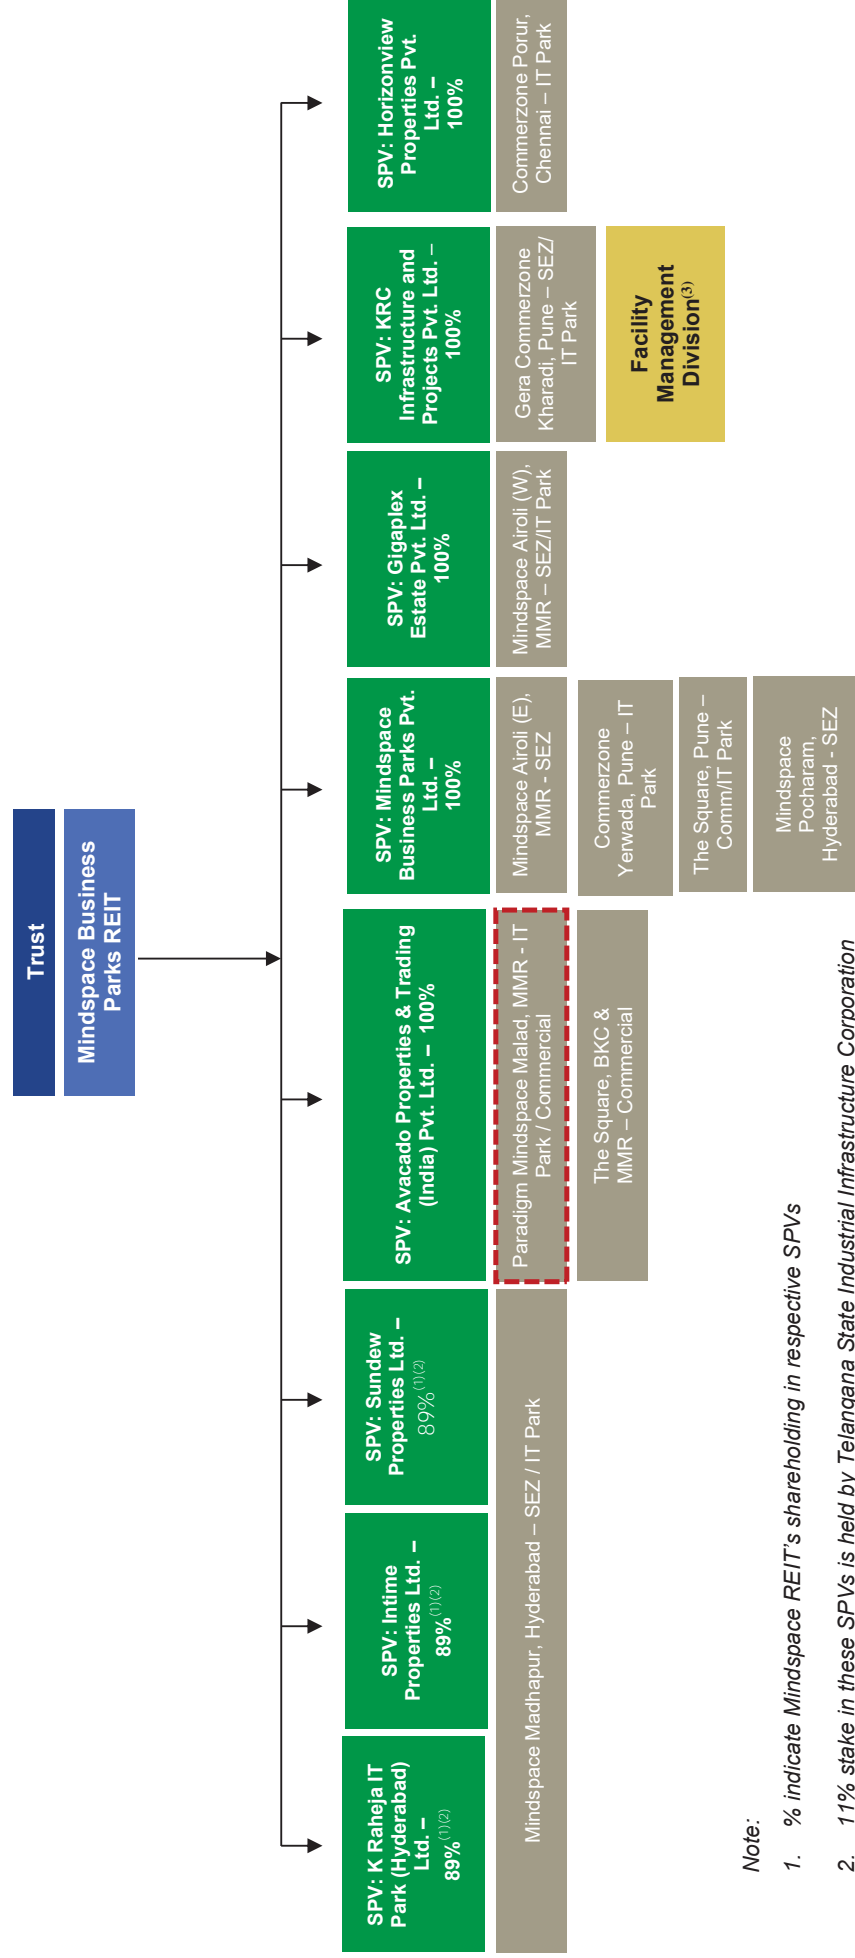 Trust
Mindspace Business
Parks REIT
SPV: K Raheja IT
Park (Hyderabad)
Ltd. –
89%(1)(2)
SPV: Intime
Properties Ltd. –
89%(1)(2)
SPV: Sundew
Properties Ltd. –
89%(1)(2)
Mindspace Madhapur, Hyderabad – SEZ / IT Park
SPV: Avacado Properties & Trading
(India) Pvt. Ltd. – 100%
Paradigm Mindspace Malad, MMR - IT
Park / Commercial
The Square, BKC &
MMR – Commercial
SPV: Mindspace
Business Parks Pvt.
Ltd. –
100%
Mindspace Airoli (E),
MMR - SEZ
Commerzone
Yerwada, Pune – IT
Park
The Square, Pune –
Comm/IT Park
Mindspace
Pocharam,
Hyderabad - SEZ
SPV: Gigaplex
Estate Pvt. Ltd. –
100%
Mindspace Airoli (W),
MMR – SEZ/IT Park
SPV: KRC
Infrastructure and
Projects Pvt. Ltd. –
100%
Gera Commerzone
Kharadi, Pune – SEZ/
IT Park
Facility
Management
Division(3)
SPV: Horizonview
Properties Pvt.
Ltd. –
100%
Commerzone Porur,
Chennai – IT Park
Note:
1. % indicate Mindspace REIT's shareholding in respective SPVs
2. 11% stake in these SPVs is held by Telangana State Industrial Infrastructure Corporation